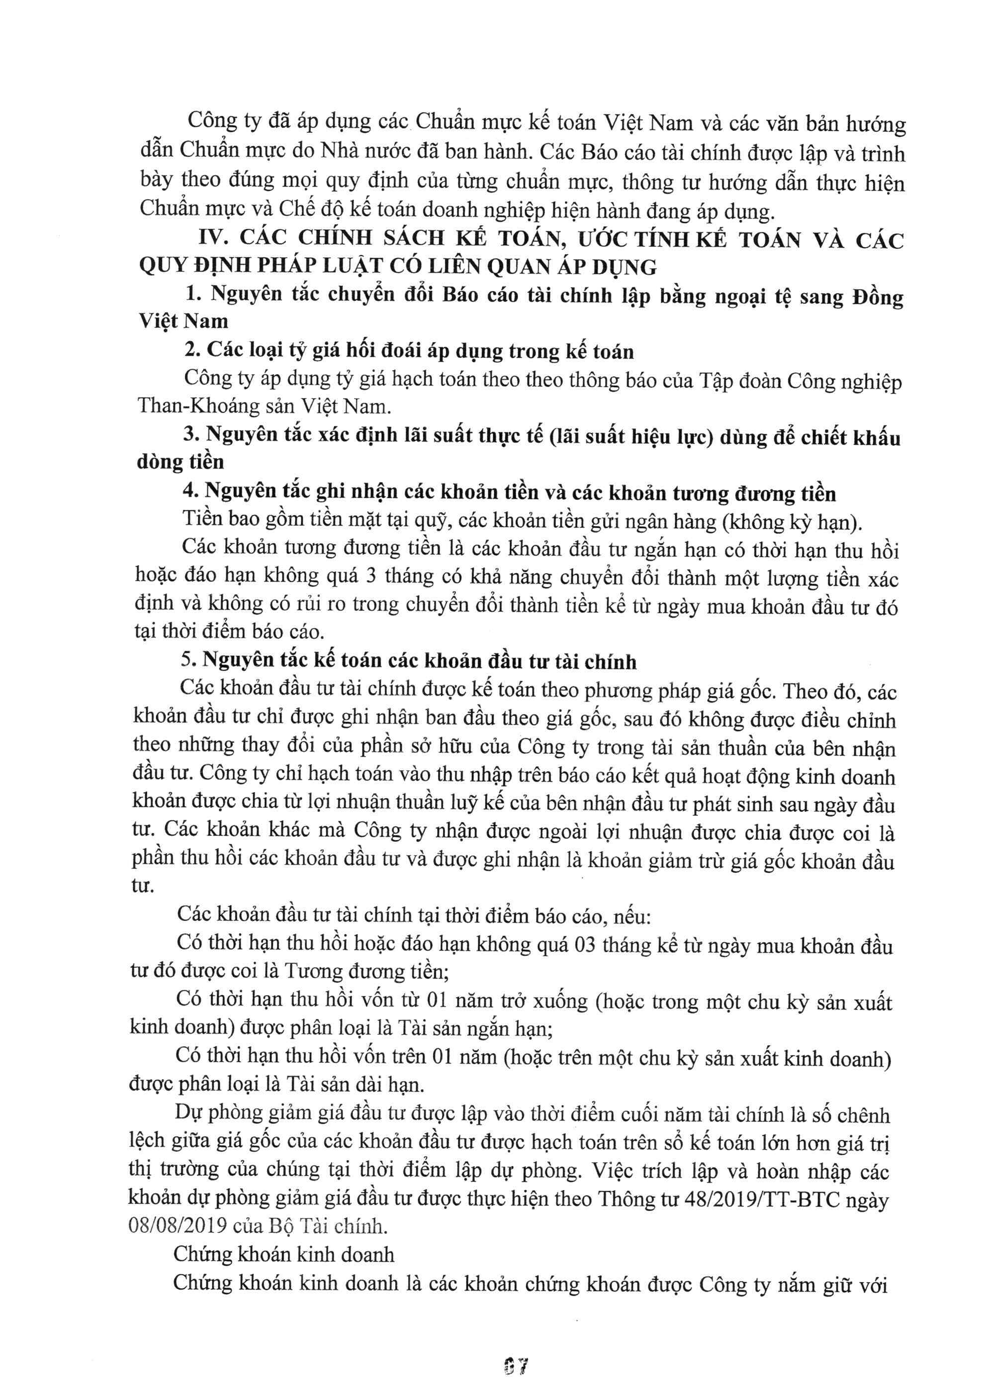 Công ty đã áp dụng các Chuẩn mực kế toán Việt Nam và các văn bản hướng
dẫn Chuẩn mực do Nhà nước đã ban hành. Các Báo cáo tài chính được lập và trình
bày theo đúng mọi quy định của từng chuẩn mực, thông tư hướng dẫn thực hiện
Chuẩn mực và Chế độ kế toán doanh nghiệp hiện hành đang áp dụng.
IV. CÁC CHÍNH SÁCH KẾ TOÁN, ƯỚC TÍNH KẾ TOÁN VÀ CÁC
QUY ĐỊNH PHÁP LUẬT CÓ LIÊN QUAN ÁP DỤNG
1. Nguyên tắc chuyển đổi Báo cáo tài chính lập bằng ngoại tệ sang Đồng
Việt Nam
2. Các loại tỷ giá hối đoái áp dụng trong kế toán
Công ty áp dụng tỷ giá hạch toán theo theo thông báo của Tập đoàn Công nghiệp
Than-Khoáng sản Việt Nam.
3. Nguyên tắc xác định lãi suất thực tế (lãi suất hiệu lực) dùng để chiết khấu
dòng tiền
4. Nguyên tắc ghi nhận các khoản tiền và các khoản tương đương tiền
Tiền bao gồm tiền mặt tại quỹ, các khoản tiền gửi ngân hàng (không kỳ hạn).
Các khoản tương đương tiền là các khoản đầu tư ngắn hạn có thời hạn thu hồi
hoặc đáo hạn không quá 3 tháng có khả năng chuyển đổi thành một lượng tiền xác
định và không có rủi ro trong chuyển đổi thành tiền kể từ ngày mua khoản đầu tư đó
tại thời điểm báo cáo.
5. Nguyên tắc kế toán các khoản đầu tư tài chính
Các khoản đầu tư tài chính được kế toán theo phương pháp giá gốc. Theo đó, các
khoản đầu tư chỉ được ghi nhận ban đầu theo giá gốc, sau đó không được điều chỉnh
theo những thay đổi của phần sở hữu của Công ty trong tài sản thuần của bên nhận
đầu tư. Công ty chỉ hạch toán vào thu nhập trên báo cáo kết quả hoạt động kinh doanh
khoản được chia từ lợi nhuận thuần luỹ kế của bên nhận đầu tư phát sinh sau ngày đầu
tư. Các khoản khác mà Công ty nhận được ngoài lợi nhuận được chia được coi là
phần thu hồi các khoản đầu tư và được ghi nhận là khoản giảm trừ giá gốc khoản đầu
tư.
Các khoản đầu tư tài chính tại thời điểm báo cáo, nếu:
Có thời hạn thu hồi hoặc đáo hạn không quá 03 tháng kể từ ngày mua khoản đầu
tư đó được coi là Tương đương tiền;
Có thời hạn thu hồi vốn từ 01 năm trở xuống (hoặc trong một chu kỳ sản xuất
kinh doanh) được phân loại là Tài sản ngắn hạn;
Có thời hạn thu hồi vốn trên 01 năm (hoặc trên một chu kỳ sản xuất kinh doanh)
được phân loại là Tài sản dài hạn.
Dự phòng giảm giá đầu tư được lập vào thời điểm cuối năm tài chính là số chênh
lệch giữa giá gốc của các khoản đầu tư được hạch toán trên sổ kế toán lớn hơn giá trị
thị trường của chúng tại thời điểm lập dự phòng. Việc trích lập và hoàn nhập các
khoản dự phòng giảm giá đầu tư được thực hiện theo Thông tư 48/2019/TT-BTC ngày
08/08/2019 của Bộ Tài chính.
Chứng khoán kinh doanh
Chứng khoán kinh doanh là các khoản chứng khoán được Công ty nắm giữ với
67